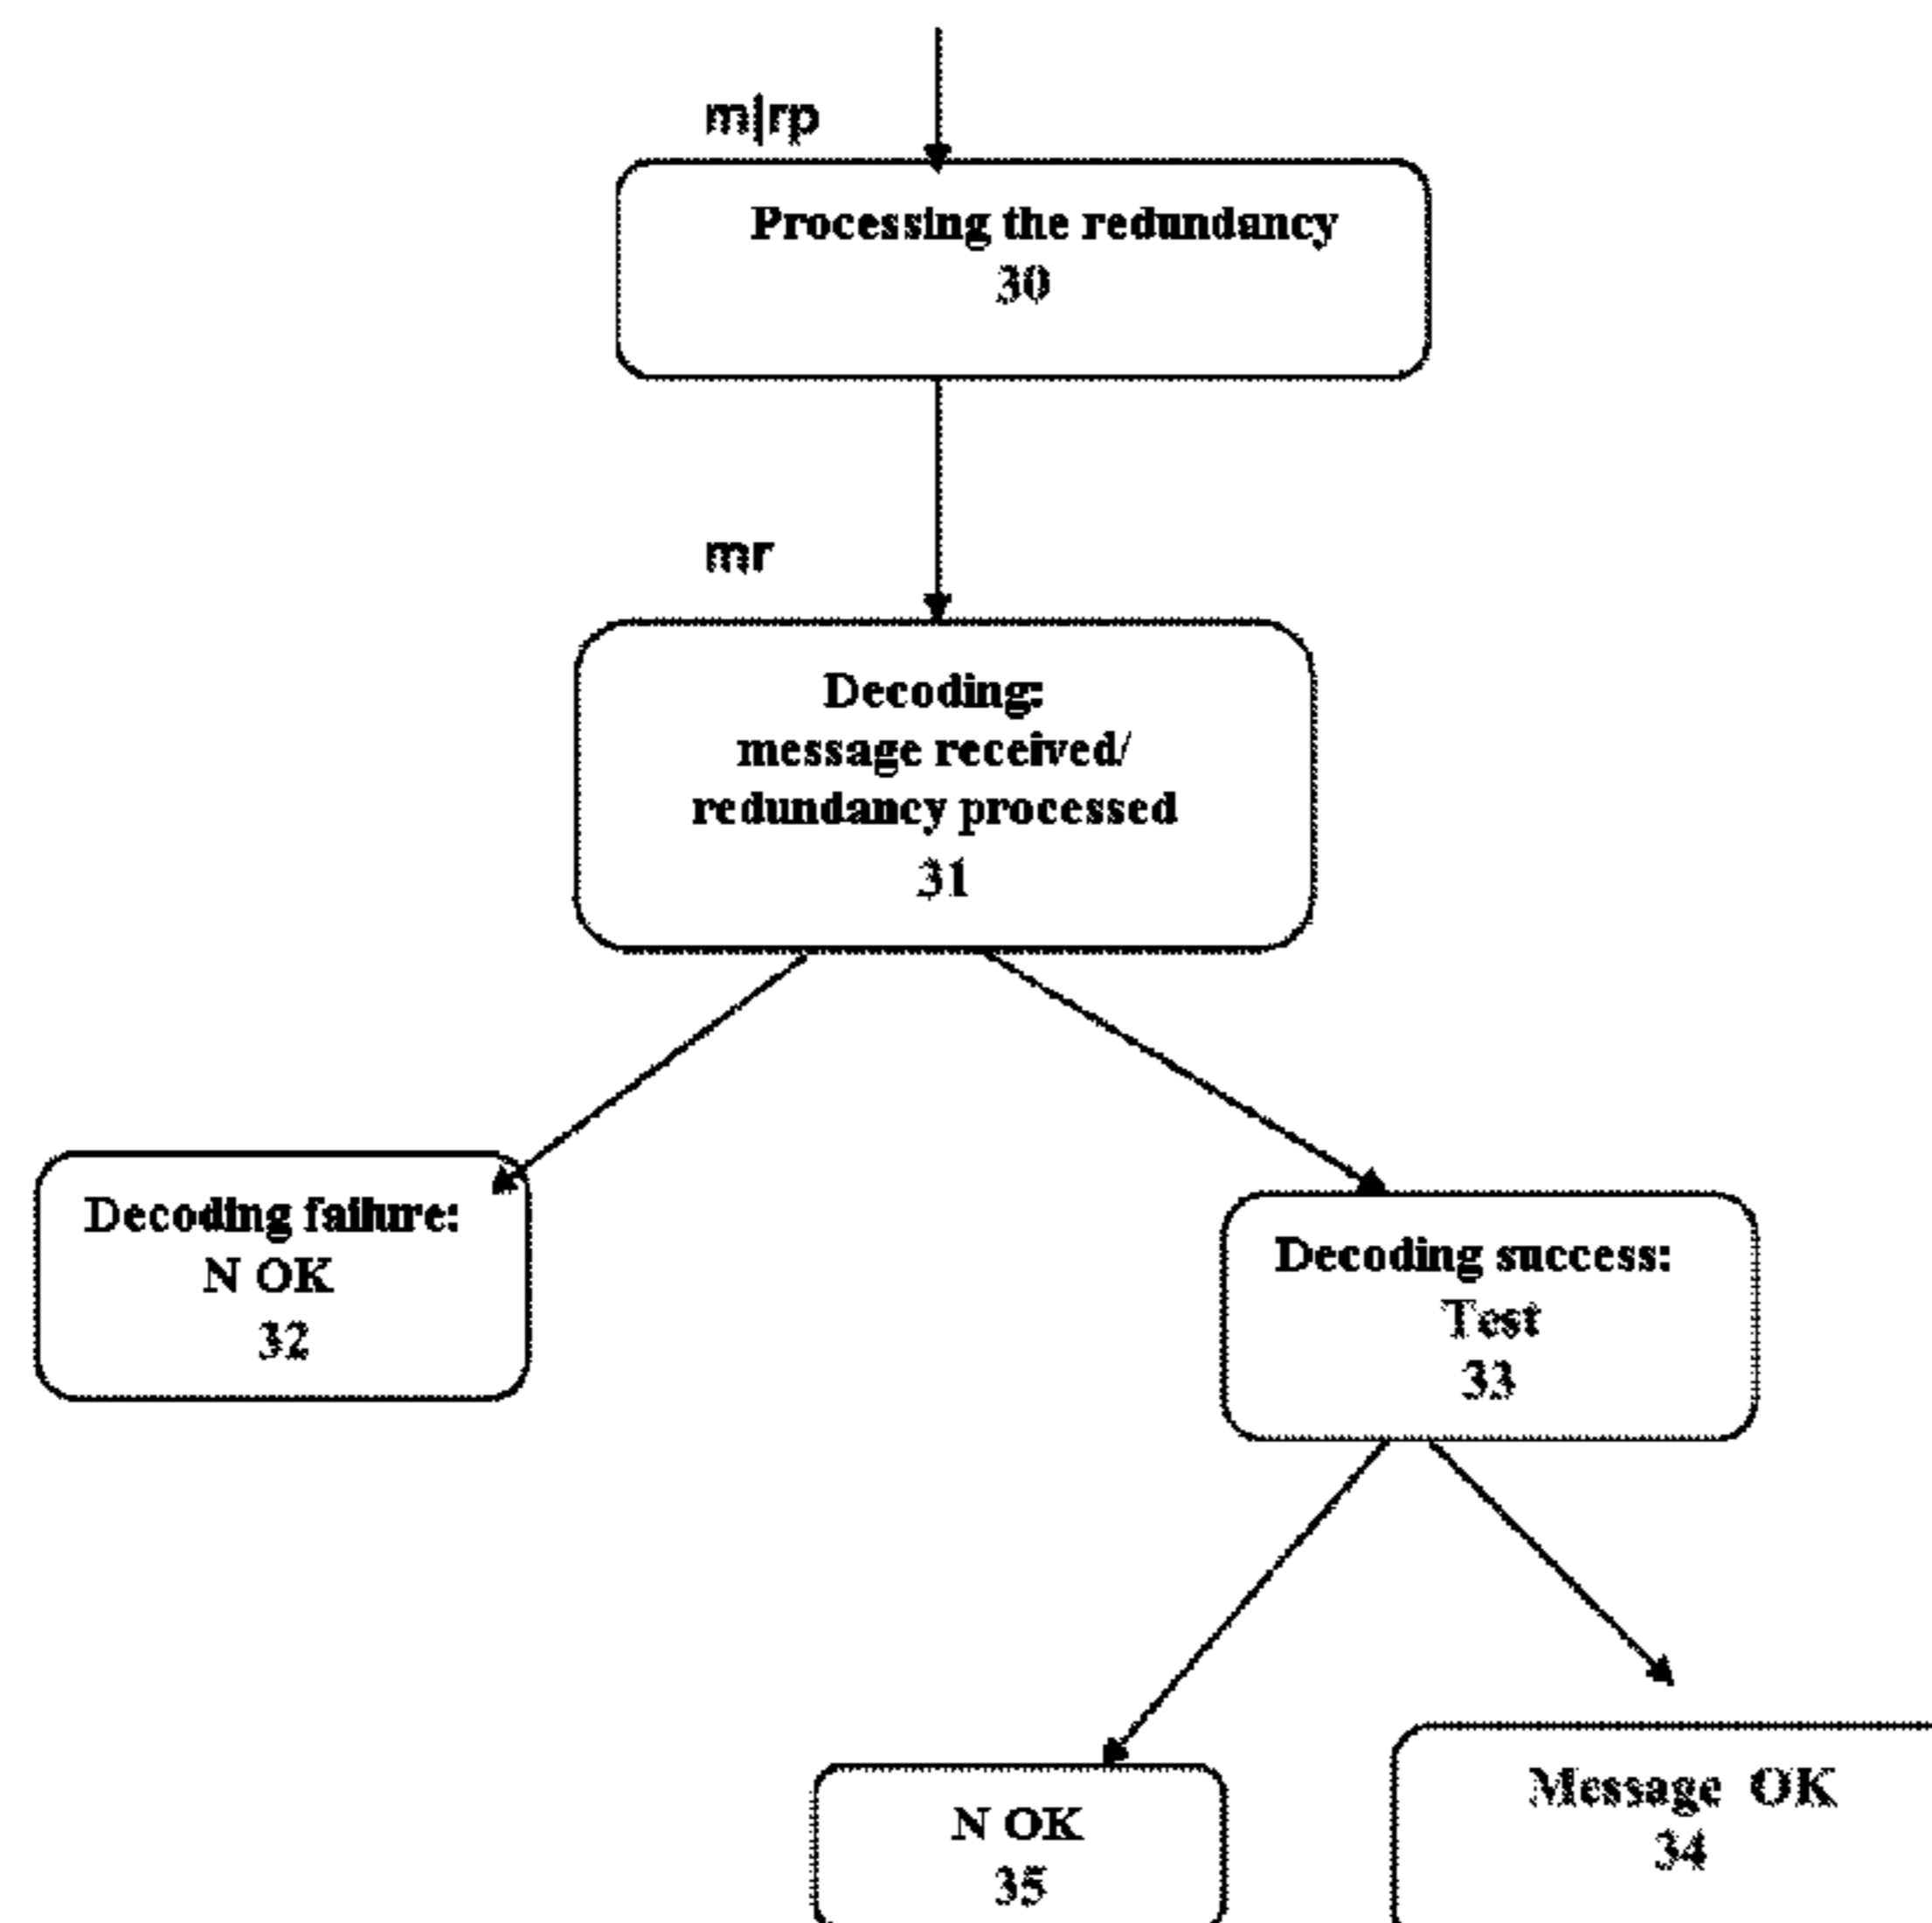 m|rp
Processing the redundancy
30
mr
Decoding:
message received/
redundancy processed
31
Decoding failure:
N OK
32
Decoding success:
Test
33
N OK
35
Message OK
34